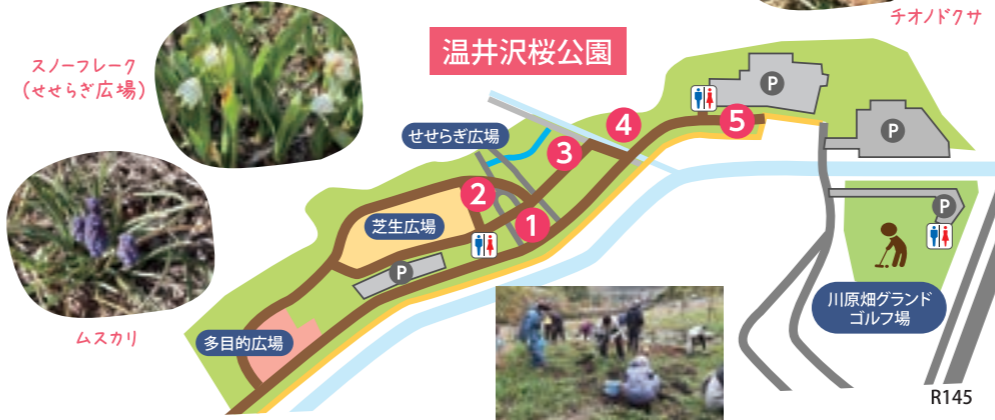 チオノドクサ
スノーフレーク
(せせらぎ広場)
温井沢桜公園
P
せせらぎ広場
4
5
P
3
2
芝生広場
1
P
P
ムスカリ
多目的広場
川原畑グランド
ゴルフ場
R145